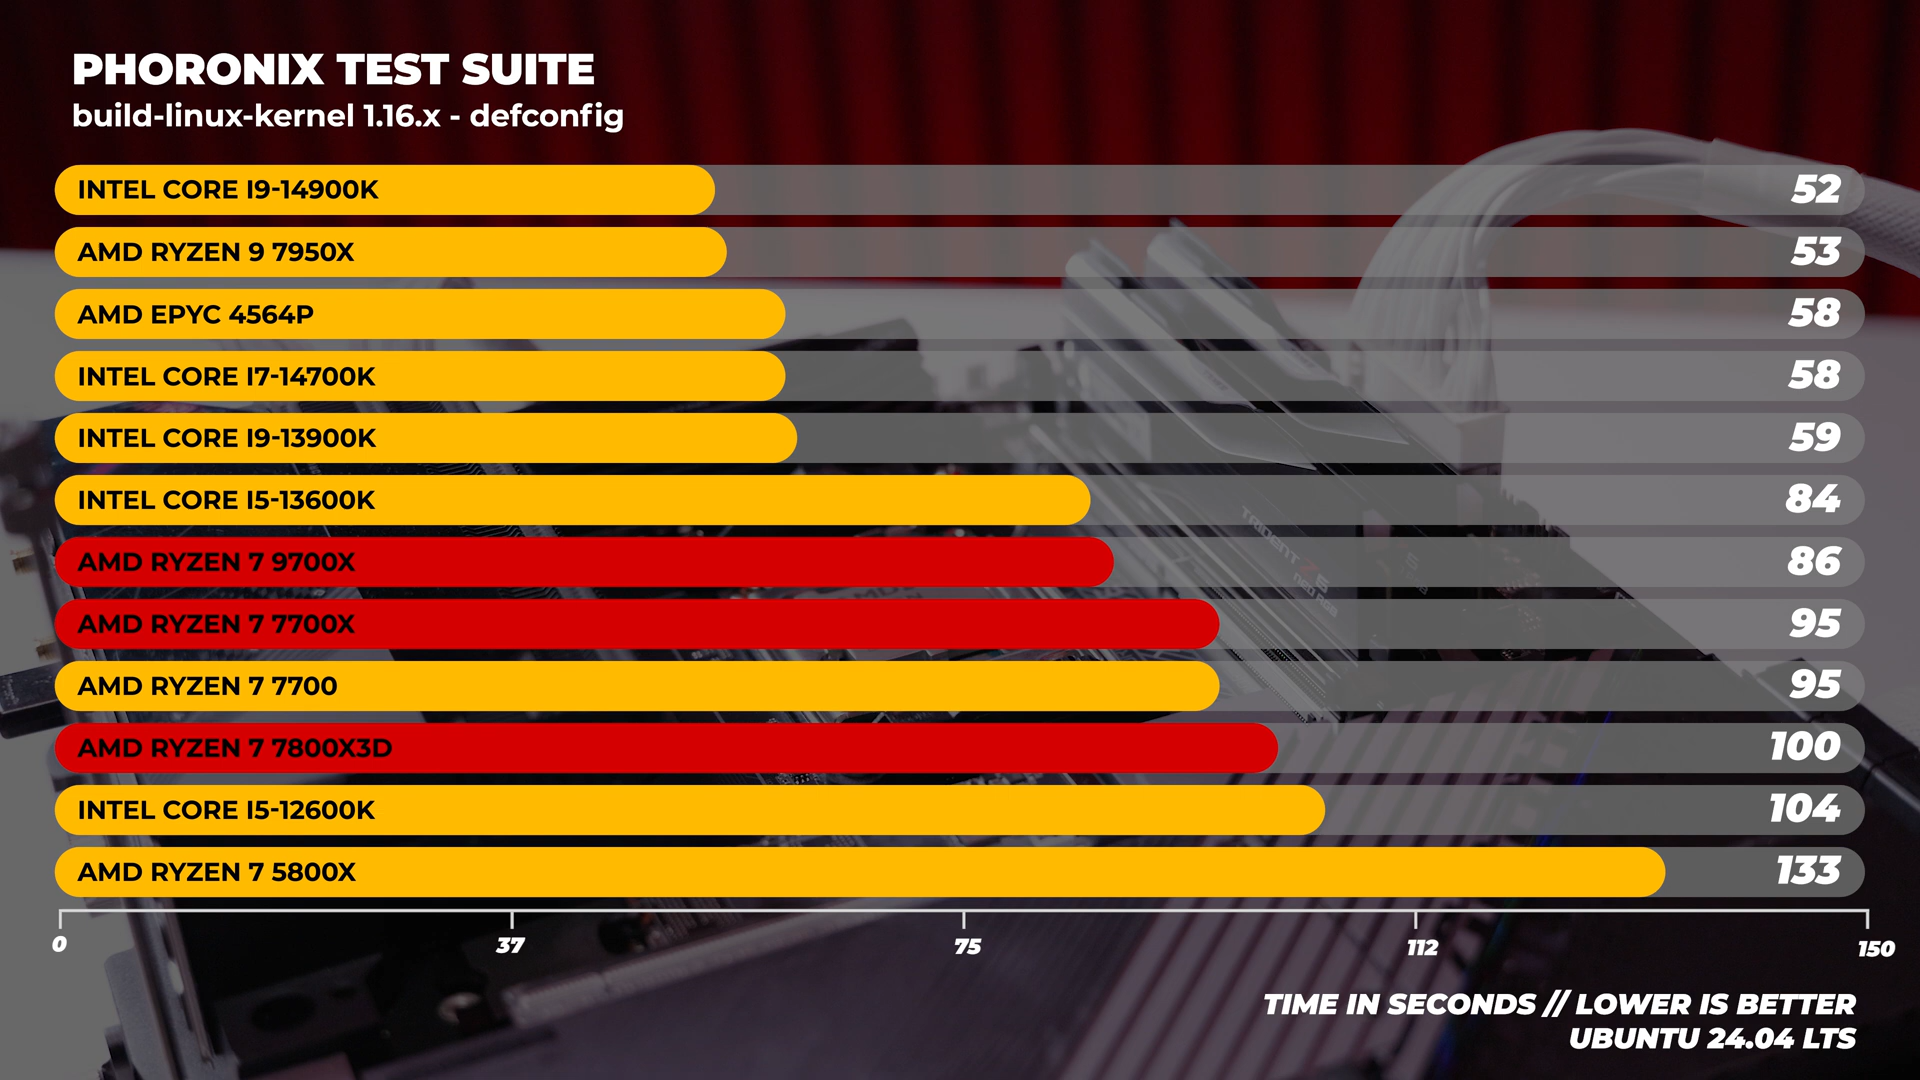 PHORONIX TEST SUITE
build-linux-kernel 1.16.x - defconfig
INTEL CORE I9-14900K 52
AMD RYZEN 9 7950X 53
AMD EPYC 4564P 58
INTEL CORE I7-14700K 58
INTEL CORE I9-13900K 59
INTEL CORE I5-13600K 84
AMD RYZEN 7 9700X 86
AMD RYZEN 7 7700X 95
AMD RYZEN 7 7700 95
AMD RYZEN 7 7800X3D 100
INTEL CORE I5-12600K 104
AMD RYZEN 7 5800X 133
0 37 75 112 150
TIME IN SECONDS // LOWER IS BETTER
UBUNTU 24.04 LTS
TRIDENT Z5
neo RGB